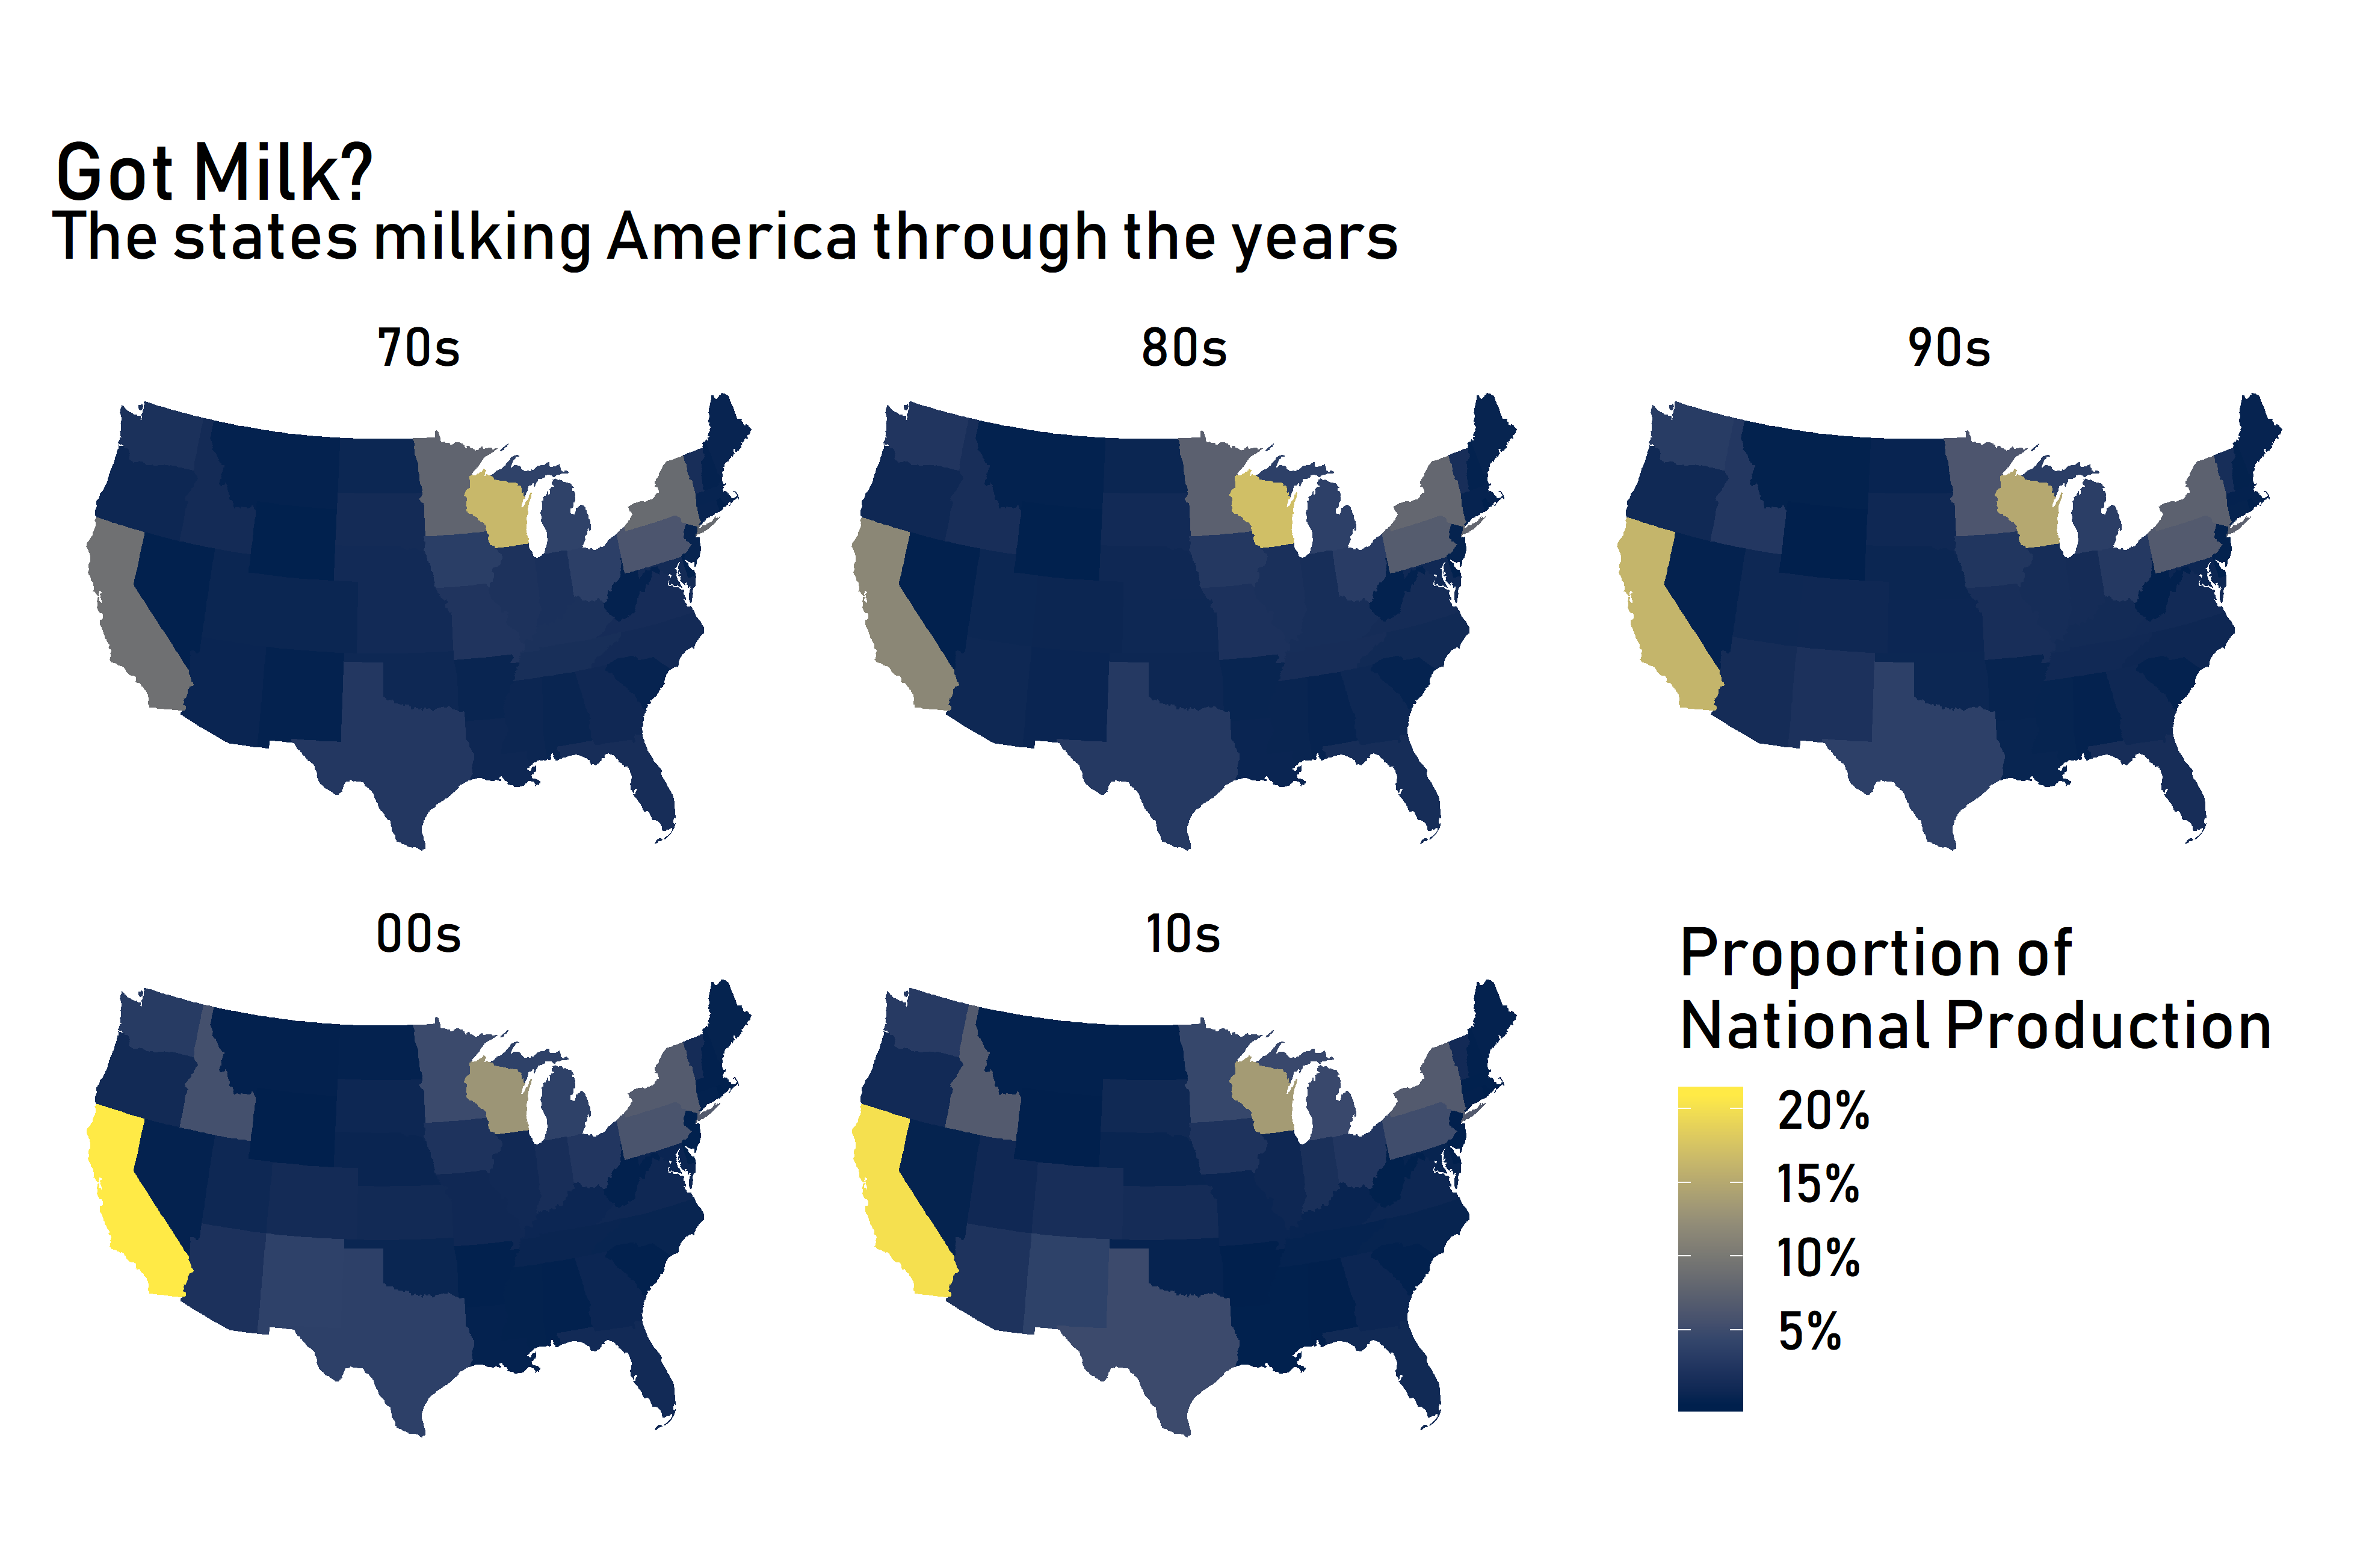 Got Milk?
The states milking America through the years
70s
80s
90s
00s
10s
Proportion of
National Production
20%
15%
10%
5%